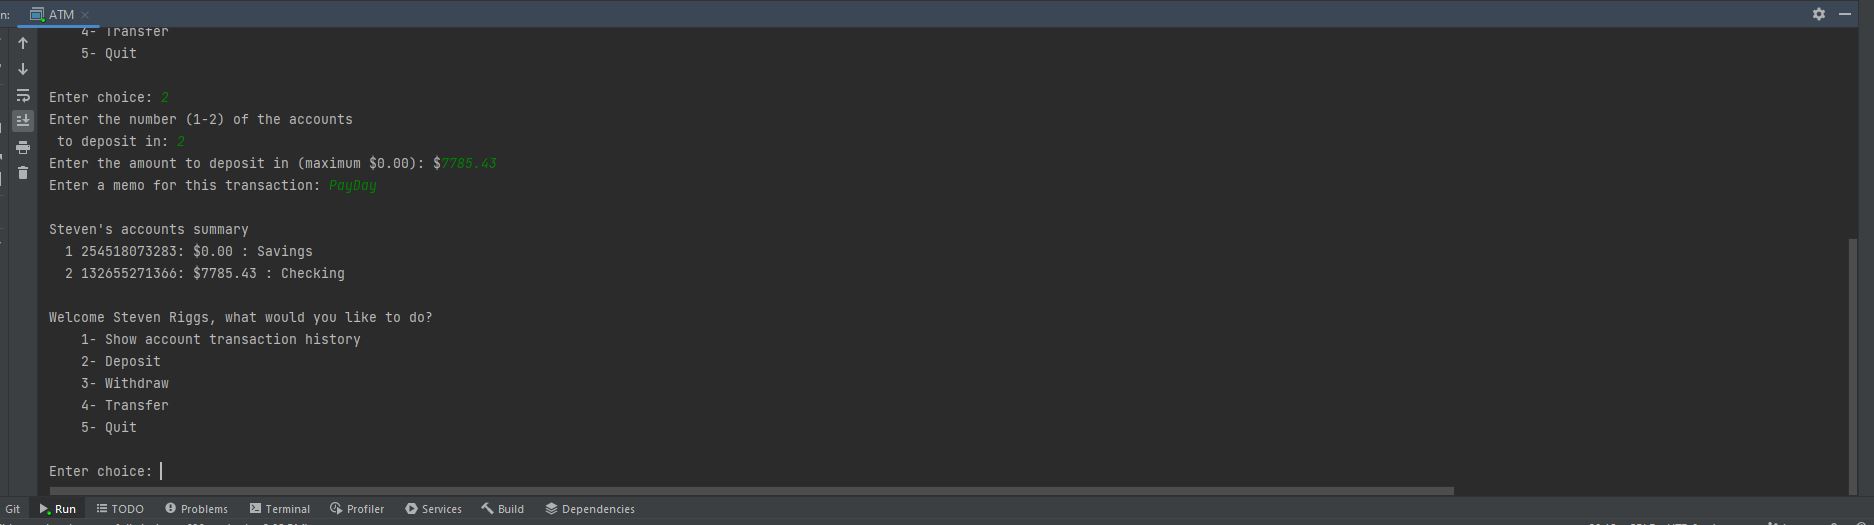 n: ATM
4- Transfer
5- Quit
Enter choice: 2
Enter the number (1-2) of the accounts
to deposit in: 2
Enter the amount to deposit in (maximum $0.00): $7785.43
Enter a memo for this transaction: PayDay
Steven's accounts summary
1 254518073283: $0.00 : Savings
2 132655271366: $7785.43 : Checking
Welcome Steven Riggs, what would you like to do?
1- Show account transaction history
2- Deposit
3- Withdraw
4- Transfer
5- Quit
Enter choice:
Git Run TODO Problems Terminal Profiler Services Build Dependencies